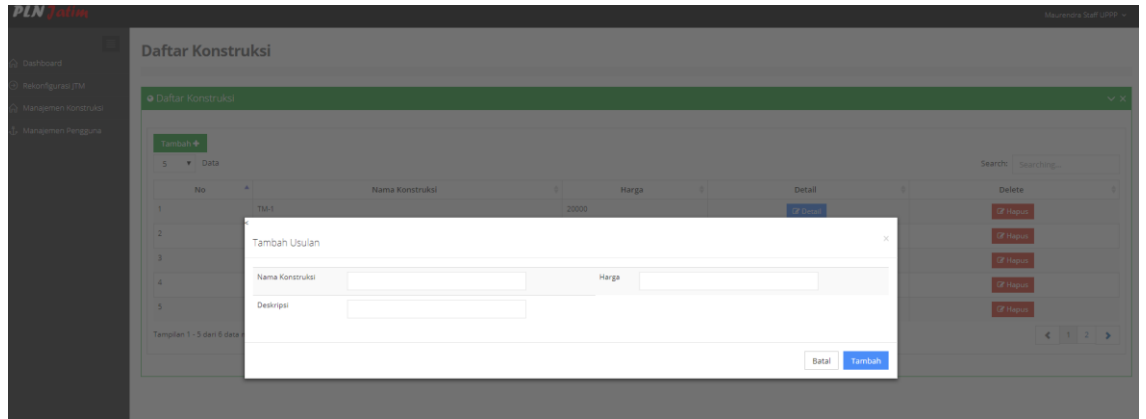 PLN Jatim
Maurendra Staff UPPP
Dashboard
Rekonfigurasi JTM
Manajemen Konstruksi
Manajemen Pengguna
Daftar Konstruksi
Daftar Konstruksi
Tambah +
5 Data
Search: Searching...
No Nama Konstruksi Harga Detail Delete
1 TM-1 20000 Detail Hapus
2 Hapus
3 Hapus
4 Hapus
5 Hapus
Tambah Usulan ×
Nama Konstruksi Harga
Deskripsi
Batal Tambah
Tampilan 1 - 5 dari 6 data
1 2